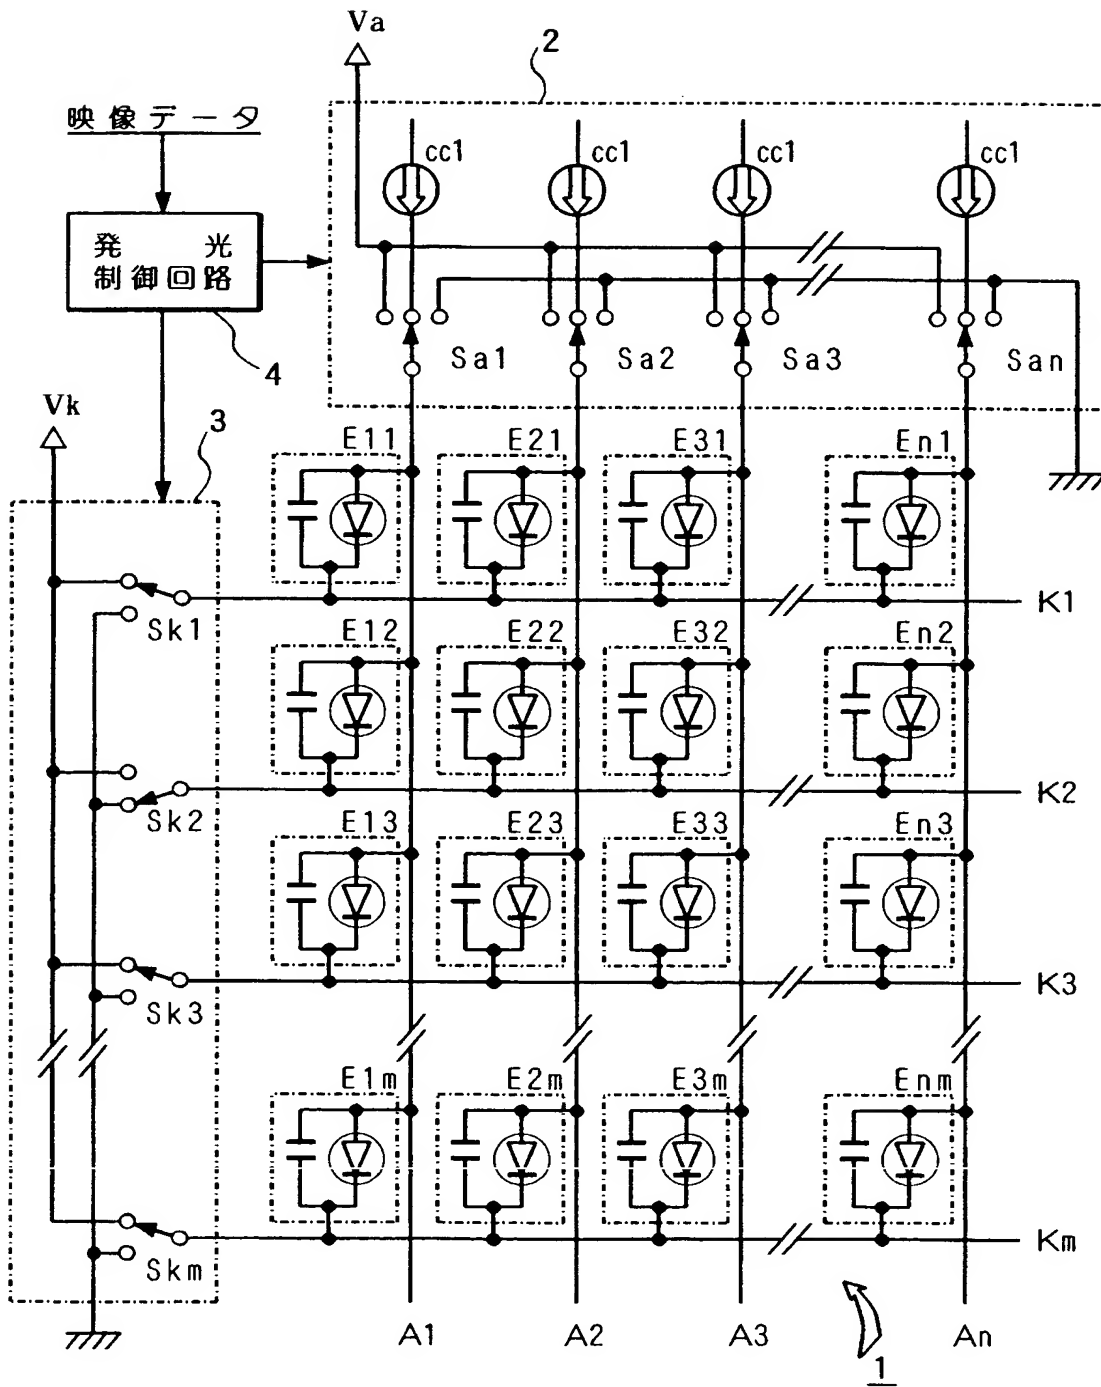 Va
2
映像データ
cc1 cc1 cc1 cc1
発光
制御回路
4
Sa1 Sa2 Sa3 San
Vk
3
E11 E21 E31 En1
Sk1
K1
E12 E22 E32 En2
Sk2
K2
E13 E23 E33 En3
Sk3
K3
E1m E2m E3m Enm
Skm
Km
A1 A2 A3 An
1